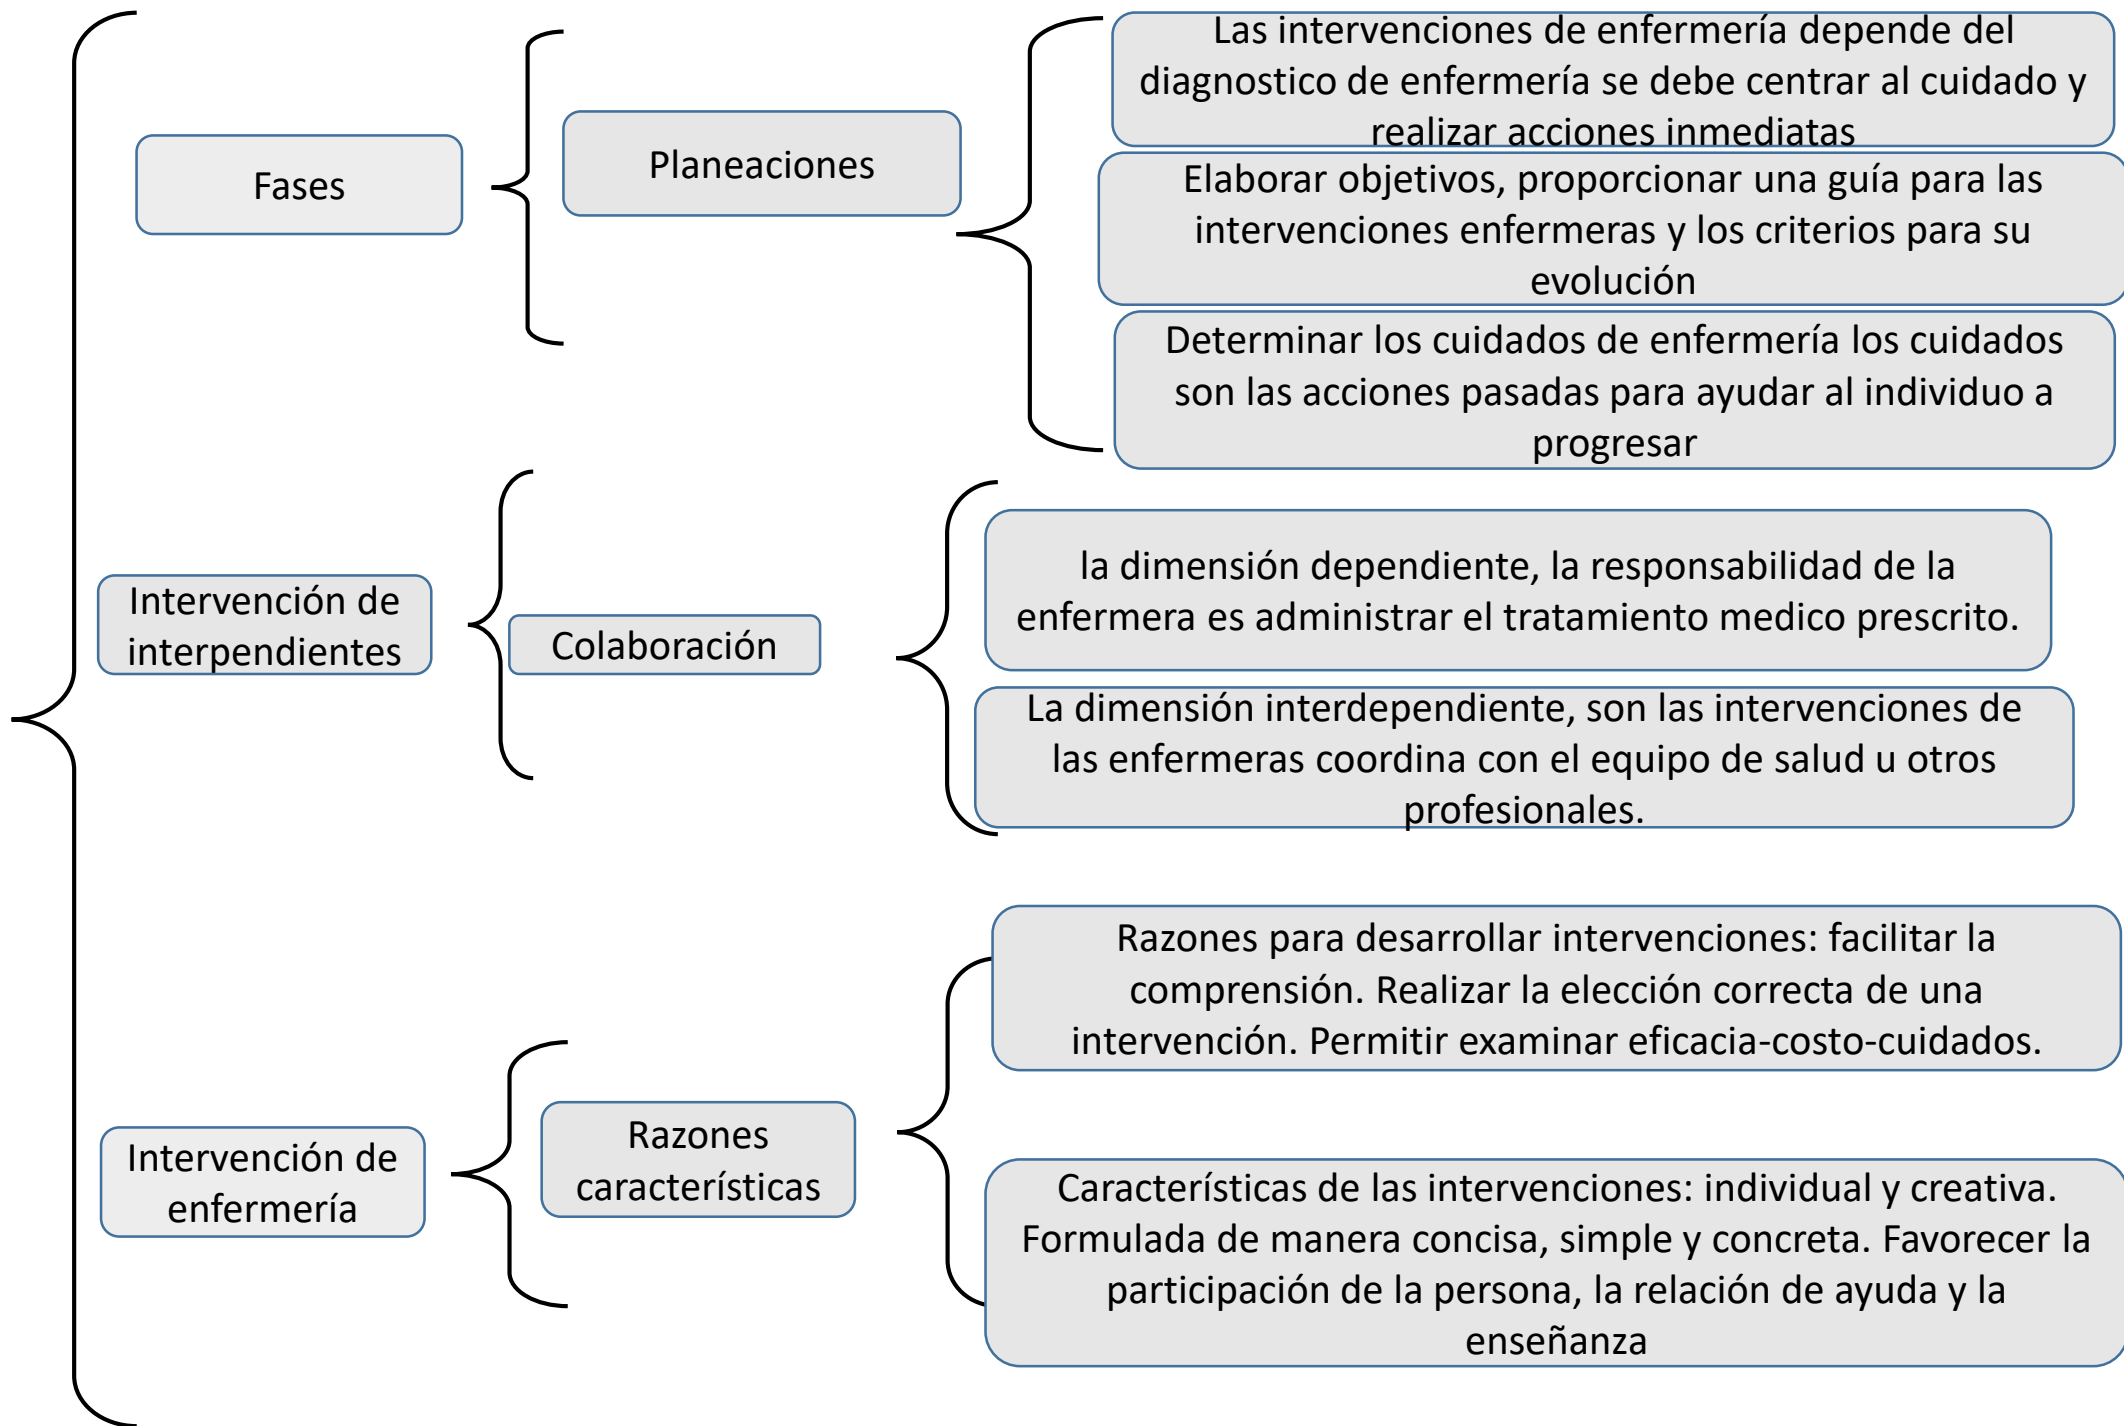 Fases
Planeaciones
Las intervenciones de enfermería depende del
diagnostico de enfermería se debe centrar al cuidado y
realizar acciones inmediatas
Elaborar objetivos, proporcionar una guía para las
intervenciones enfermeras y los criterios para su
evolución
Determinar los cuidados de enfermería los cuidados
son las acciones pasadas para ayudar al individuo a
progresar
Intervención de
interpendientes
Colaboración
la dimensión dependiente, la responsabilidad de la
enfermera es administrar el tratamiento medico prescrito.
La dimensión interdependiente, son las intervenciones de
las enfermeras coordina con el equipo de salud u otros
profesionales.
Intervención de
enfermería
Razones
características
Razones para desarrollar intervenciones: facilitar la
comprensión. Realizar la elección correcta de una
intervención. Permitir examinar eficacia-costo-cuidados.
Características de las intervenciones: individual y creativa.
Formulada de manera concisa, simple y concreta. Favorecer la
participación de la persona, la relación de ayuda y la
enseñanza